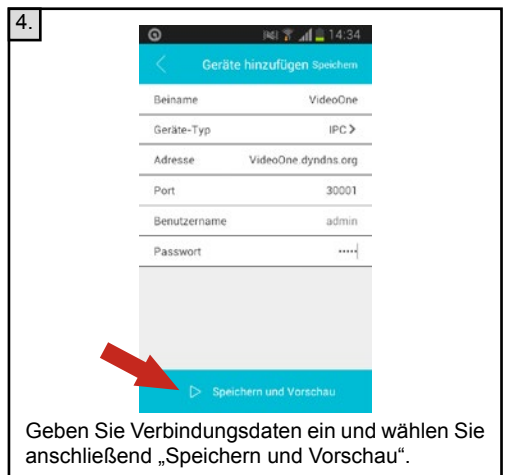 4.
14:34
Geräte hinzufügen Speichern
Beiname VideoOne
Geräte-Typ IPC >
Adresse VideoOne.dyndns.org
Port 30001
Benutzername admin
Passwort •••••
Speichern und Vorschau
Geben Sie Verbindungsdaten ein und wählen Sie
anschließend „Speichern und Vorschau“.